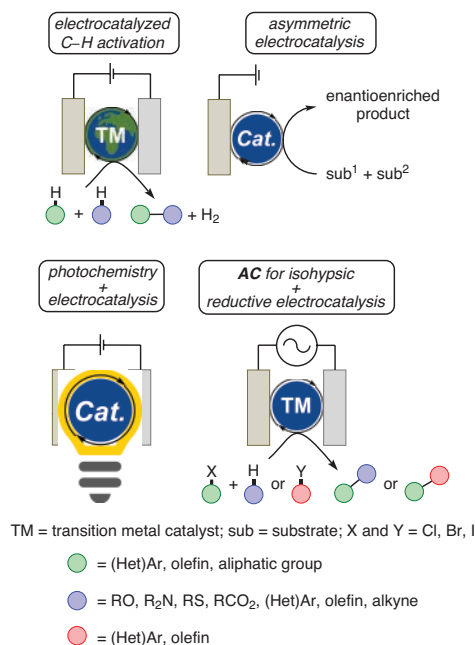 electrocatalyzed
C–H activation
asymmetric
electrocatalysis
TM
Cat.
enantioenriched
product
sub¹ + sub²
H H
+ + H₂
photochemistry
+
electrocatalysis
AC for isohypsic
+
reductive electrocatalysis
Cat.
TM
X H Y
+ or or
TM = transition metal catalyst; sub = substrate; X and Y = Cl, Br, I
= (Het)Ar, olefin, aliphatic group
= RO, R₂N, RS, RCO₂, (Het)Ar, olefin, alkyne
= (Het)Ar, olefin